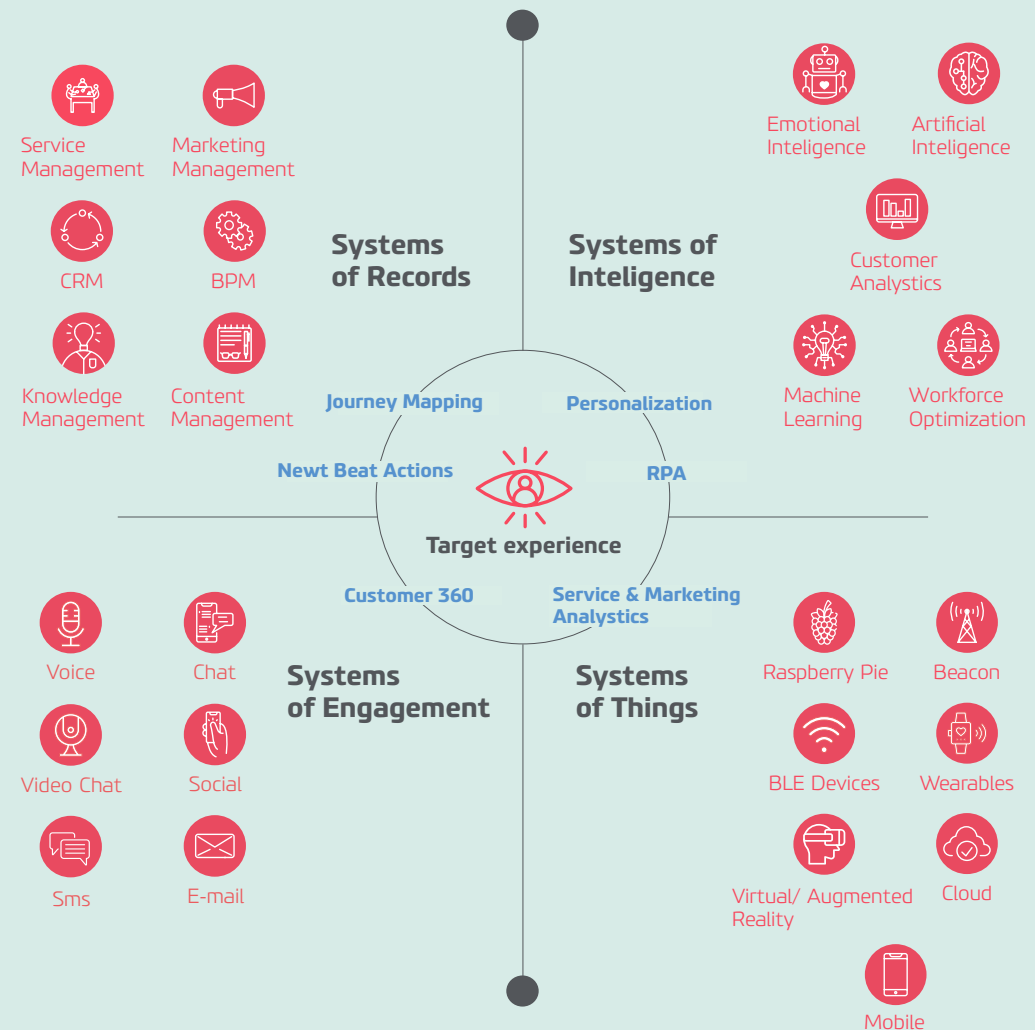 Service
Management
Marketing
Management
CRM
BPM
Knowledge
Management
Content
Management
Systems
of Records
Systems of
Inteligence
Emotional
Inteligence
Artificial
Inteligence
Customer
Analystics
Machine
Learning
Workforce
Optimization
Journey Mapping
Personalization
Newt Beat Actions
RPA
Target experience
Customer 360
Service & Marketing
Analystics
Voice
Chat
Video Chat
Social
Sms
E-mail
Systems
of Engagement
Systems
of Things
Raspberry Pie
Beacon
BLE Devices
Wearables
Virtual/ Augmented
Reality
Cloud
Mobile